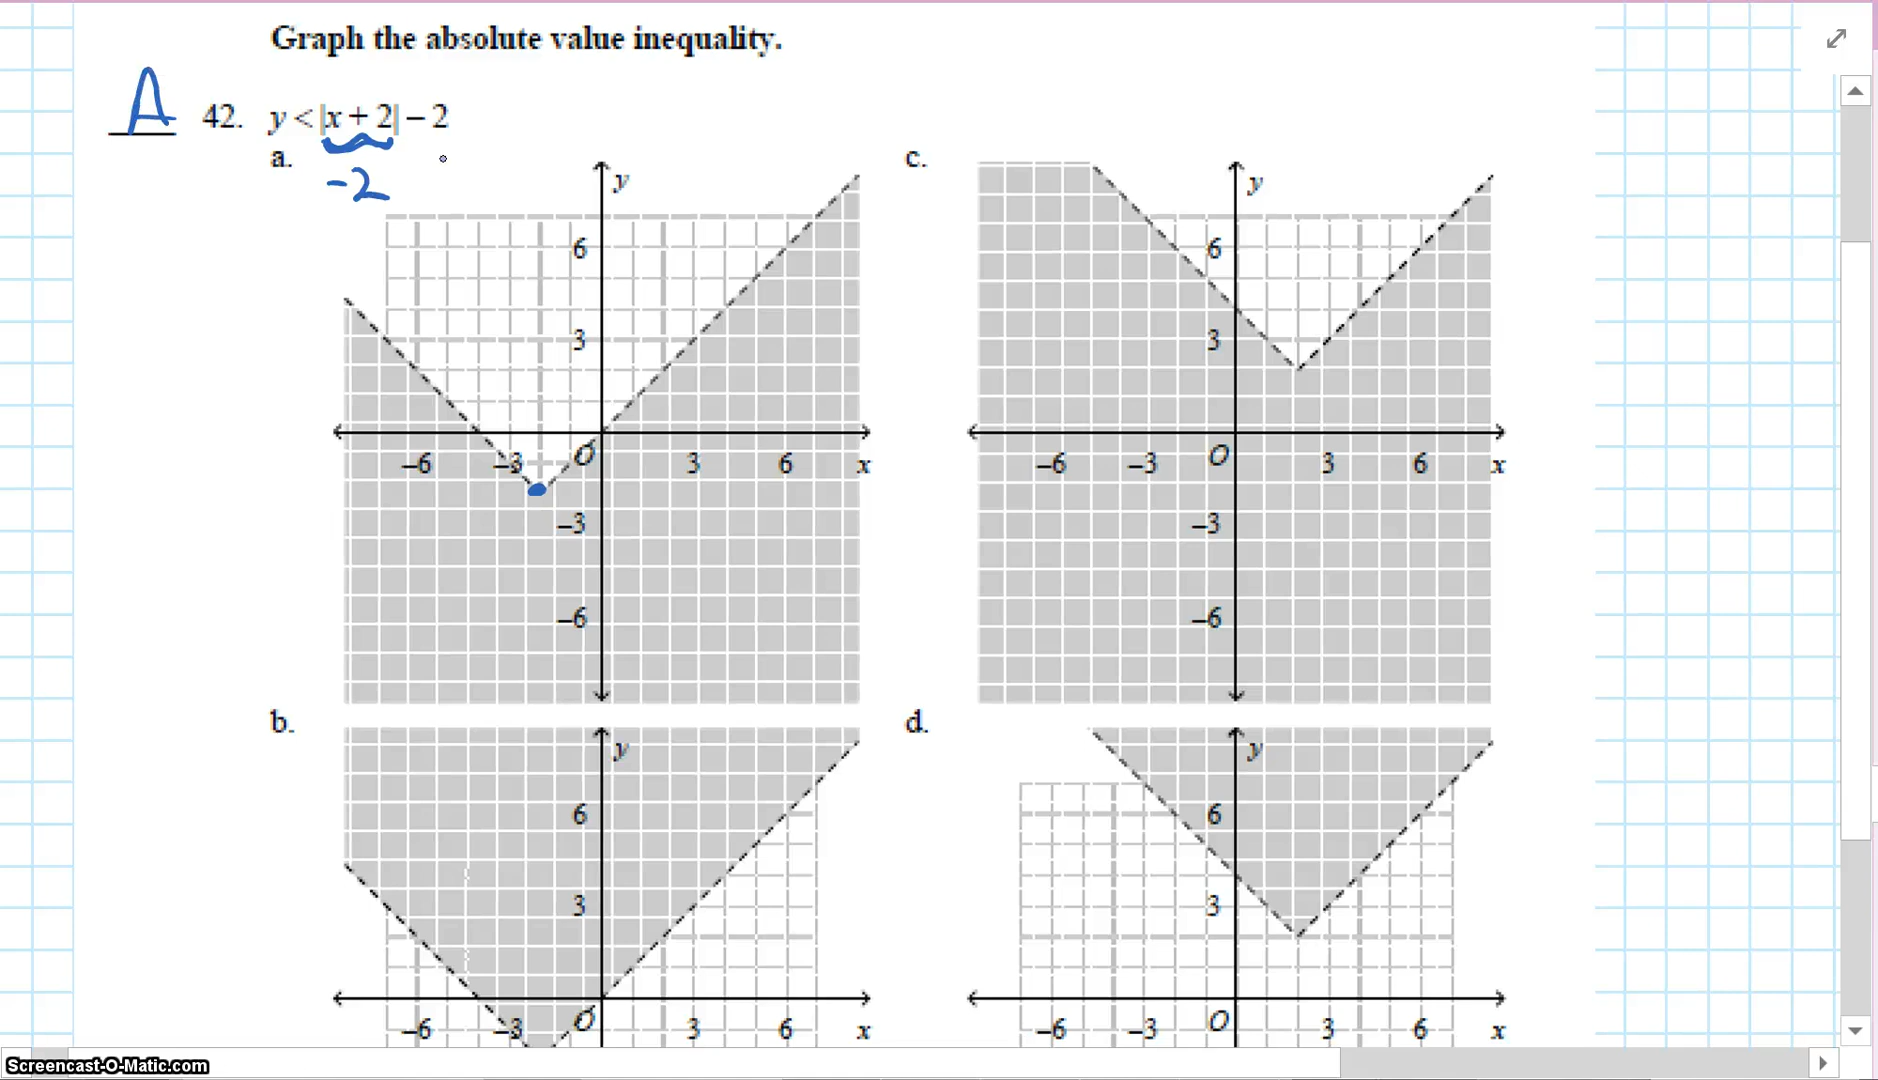 Graph the absolute value inequality.
A 42. y < |x + 2| − 2
a.
−2
y
6
3
−6 −3 O 3 6 x
−3
−6
c.
y
6
3
−6 −3 O 3 6 x
−3
−6
b.
y
6
3
−6 −3 O 3 6 x
d.
y
6
3
−6 −3 O 3 6 x
Screencast-O-Matic.com